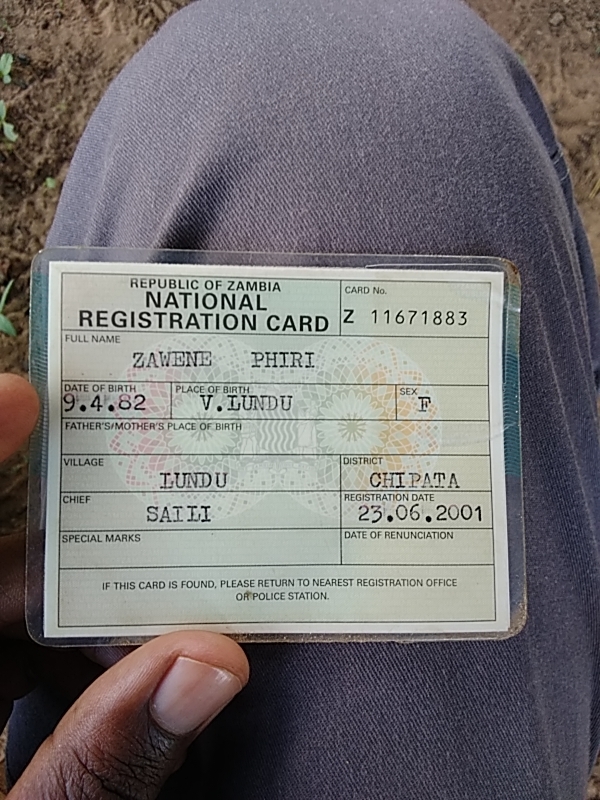 REPUBLIC OF ZAMBIA
NATIONAL
REGISTRATION CARD
CARD No.
Z 11671883
FULL NAME
ZAWENE PHIRI
DATE OF BIRTH
9.4.82
PLACE OF BIRTH
V.LUNDU
SEX
F
FATHER'S/MOTHER'S PLACE OF BIRTH
VILLAGE
LUNDU
DISTRICT
CHIPATA
CHIEF
SAILI
REGISTRATION DATE
23.06.2001
SPECIAL MARKS
DATE OF RENUNCIATION
IF THIS CARD IS FOUND, PLEASE RETURN TO NEAREST REGISTRATION OFFICE
OR POLICE STATION.